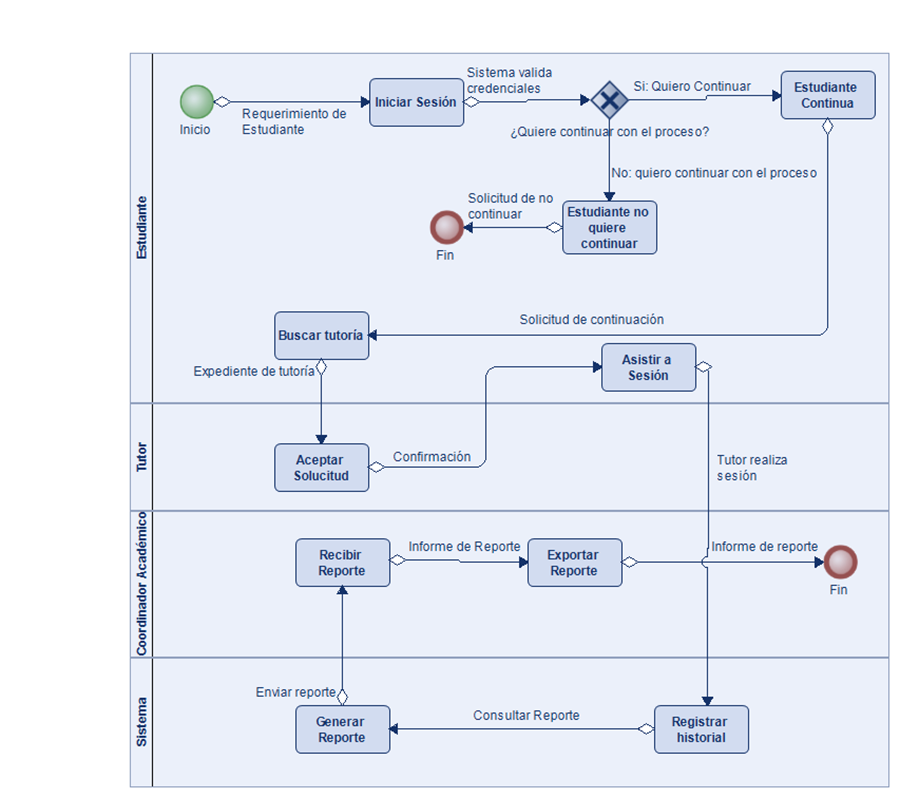 Estudiante
Inicio
Requerimiento de
Estudiante
Iniciar Sesión
Sistema valida
credenciales
¿Quiere continuar con el proceso?
Si: Quiero Continuar
Estudiante
Continua
No: quiero continuar con el proceso
Estudiante no
quiere
continuar
Solicitud de no
continuar
Fin
Solicitud de continuación
Buscar tutoría
Expediente de tutoría
Asistir a
Sesión
Tutor
Aceptar
Solucitud
Confirmación
Tutor realiza
sesión
Coordinador Académico
Recibir
Reporte
Informe de Reporte
Exportar
Reporte
Informe de reporte
Fin
Sistema
Enviar reporte
Generar
Reporte
Consultar Reporte
Registrar
historial